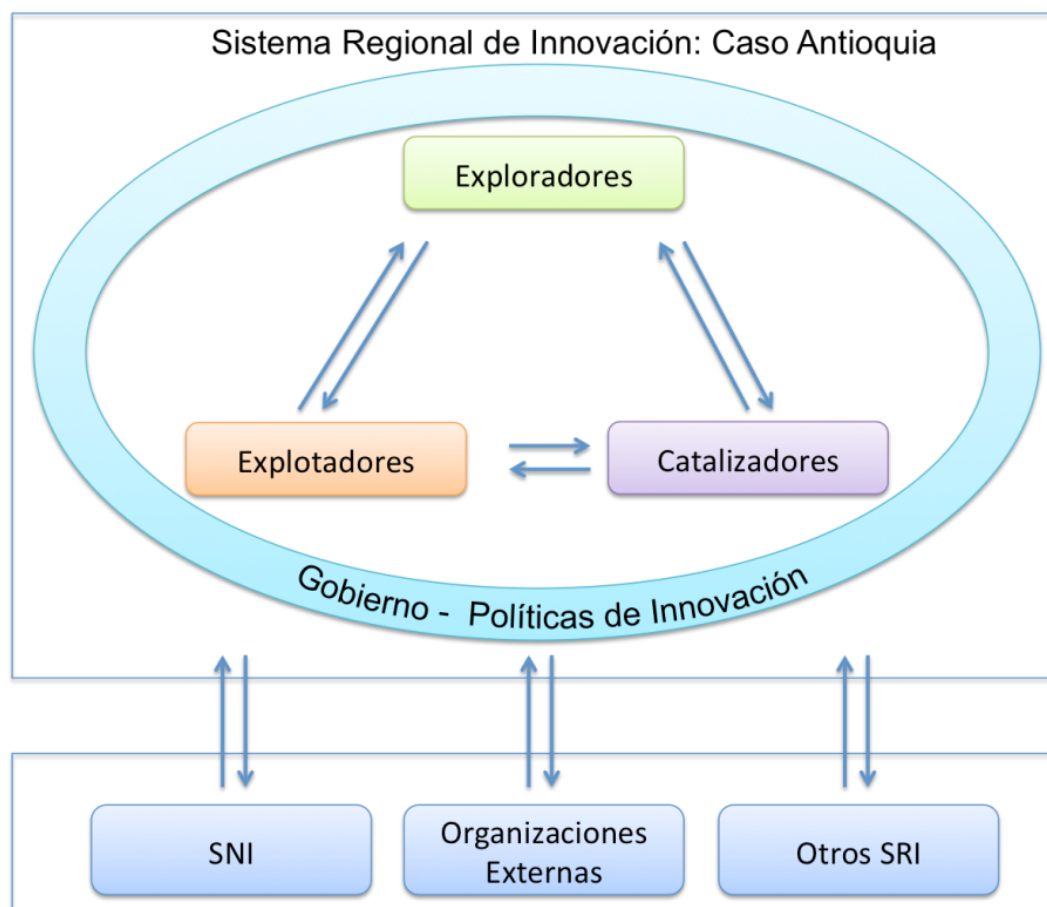 Sistema Regional de Innovación: Caso Antioquia
Exploradores
Explotadores
Catalizadores
Gobierno - Políticas de Innovación
SNI
Organizaciones
Externas
Otros SRI